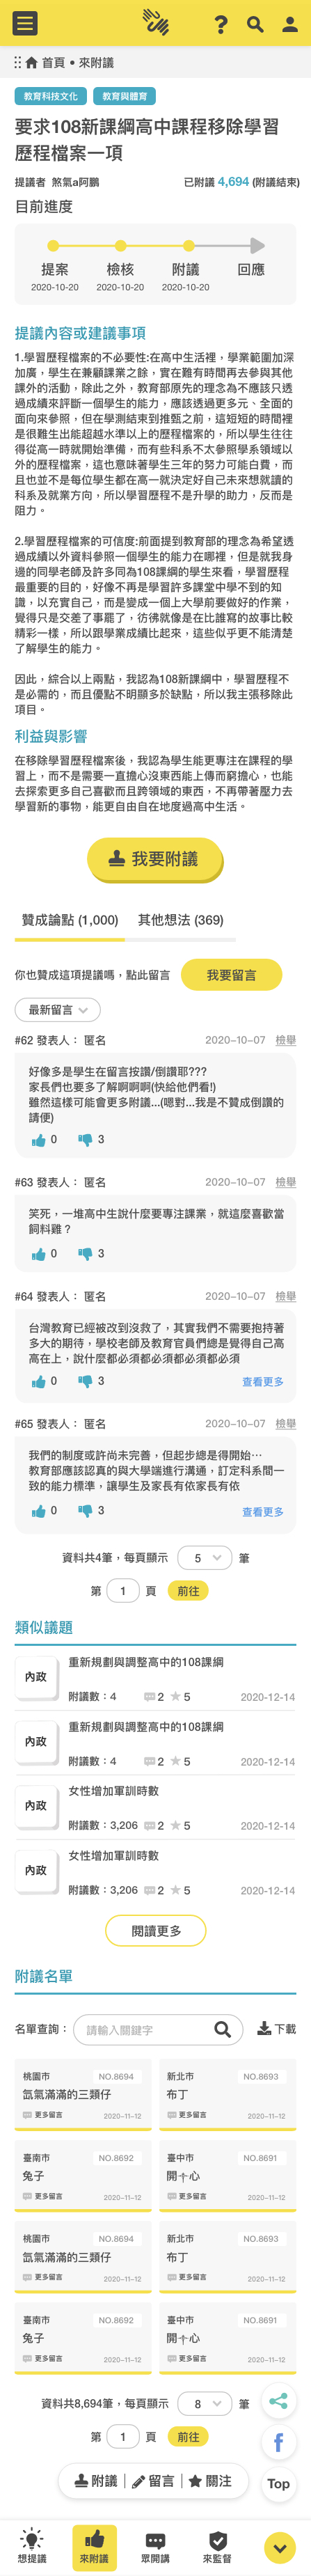 首頁 • 來附議
教育科技文化 教育與體育
要求108新課綱高中課程移除學習
歷程檔案一項
提議者 煞氣a阿鵬 已附議 4,694 (附議結束)
目前進度
提案 檢核 附議 回應
2020-10-20 2020-10-20 2020-10-20
提議內容或建議事項
1.學習歷程檔案的不必要性:在高中生活裡，學業範圍加深
加廣，學生在兼顧課業之餘，實在難有時間再去參與其他
課外的活動，除此之外，教育部原先的理念為不應該只透
過成績來評斷一個學生的能力，應該透過更多元、全面的
面向來參照，但在學測結束到推甄之前，這短短的時間裡
是很難生出能超越水準以上的歷程檔案的，所以學生往往
得從高一時就開始準備，而有些科系不太參照學系領域以
外的歷程檔案，這也意味著學生三年的努力可能白費，而
且也並不是每位學生都在高一就決定好自己未來想就讀的
科系及就業方向，所以學習歷程不是升學的助力，反而是
阻力。
2.學習歷程檔案的可信度:前面提到教育部的理念為希望透
過成績以外資料參照一個學生的能力在哪裡，但是就我身
邊的同學老師及許多同為108課綱的學生來看，學習歷程
最重要的目的，好像不再是學習許多課堂中學不到的知
識，以充實自己，而是變成一個上大學前要做好的作業，
覺得只是交差了事罷了，彷彿就像是在比誰寫的故事比較
精彩一樣，所以跟學業成績比起來，這些似乎更不能清楚
了解學生的能力。
因此，綜合以上兩點，我認為108新課綱中，學習歷程不
是必需的，而且優點不明顯多於缺點，所以我主張移除此
項目。
利益與影響
在移除學習歷程檔案後，我認為學生能更專注在課程的學
習上，而不是需要一直擔心沒東西能上傳而窮擔心，也能
去探索更多自己喜歡而且跨領域的東西，不再帶著壓力去
學習新的事物，能更自由自在地度過高中生活。
我要附議
贊成論點 (1,000) 其他想法 (369)
你也贊成這項提議嗎，點此留言 我要留言
最新留言
#62 發表人： 匿名 2020-10-07 檢舉
好像多是學生在留言按讚/倒讚耶???
家長們也要多了解啊啊啊(快給他們看!)
雖然這樣可能會更多附議...(嗯對...我是不贊成倒讚的
請便)
0 3
#63 發表人： 匿名 2020-10-07 檢舉
笑死，一堆高中生說什麼要專注課業，就這麼喜歡當
飼料雞？
0 3
#64 發表人： 匿名 2020-10-07 檢舉
台灣教育已經被改到沒救了，其實我們不需要抱持著
多大的期待，學校老師及教育官員們總是覺得自己高
高在上，說什麼都必須都必須都必須都必須
0 3 查看更多
#65 發表人： 匿名 2020-10-07 檢舉
我們的制度或許尚未完善，但起步總是得開始…
教育部應該認真的與大學端進行溝通，訂定科系間一
致的能力標準，讓學生及家長有依家長有依
0 3 查看更多
資料共4筆，每頁顯示 5 筆
第 1 頁 前往
類似議題
內政 重新規劃與調整高中的108課綱
附議數：4 2 5 2020-12-14
內政 重新規劃與調整高中的108課綱
附議數：4 2 5 2020-12-14
內政 女性增加軍訓時數
附議數：3,206 2 5 2020-12-14
內政 女性增加軍訓時數
附議數：3,206 2 5 2020-12-14
閱讀更多
附議名單
名單查詢： 請輸入關鍵字 下載
桃園市 NO.8694 新北市 NO.8693
氙氣滿滿的三類仔 布丁
更多留言 2020-11-12 更多留言 2020-11-12
臺南市 NO.8692 臺中市 NO.8691
兔子 開╬心
更多留言 2020-11-12 更多留言 2020-11-12
桃園市 NO.8694 新北市 NO.8693
氙氣滿滿的三類仔 布丁
更多留言 2020-11-12 更多留言 2020-11-12
臺南市 NO.8692 臺中市 NO.8691
兔子 開╬心
更多留言 2020-11-12 更多留言 2020-11-12
資料共8,694筆，每頁顯示 8 筆
第 1 頁 前往
Top
附議 留言 關注
想提議 來附議 眾開講 來監督